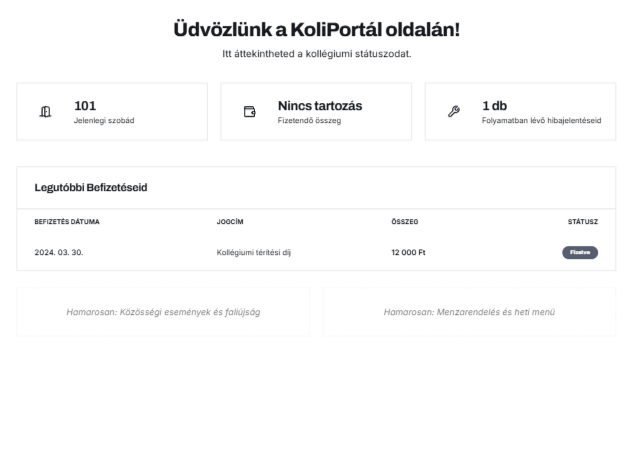 Üdvözlünk a KoliPortál oldalán!
Itt áttekintheted a kollégiumi státuszodat.
101
Jelenlegi szobád
Nincs tartozás
Fizetendő összeg
1 db
Folyamatban lévő hibajelentéseid
Legutóbbi Befizetéseid
BEFIZETÉS DÁTUMA JOGCÍM ÖSSZEG STÁTUSZ
2024. 03. 30. Kollégiumi térítési díj 12 000 Ft Fizetve
Hamarosan: Közösségi események és faliújság
Hamarosan: Menzarendelés és heti menü